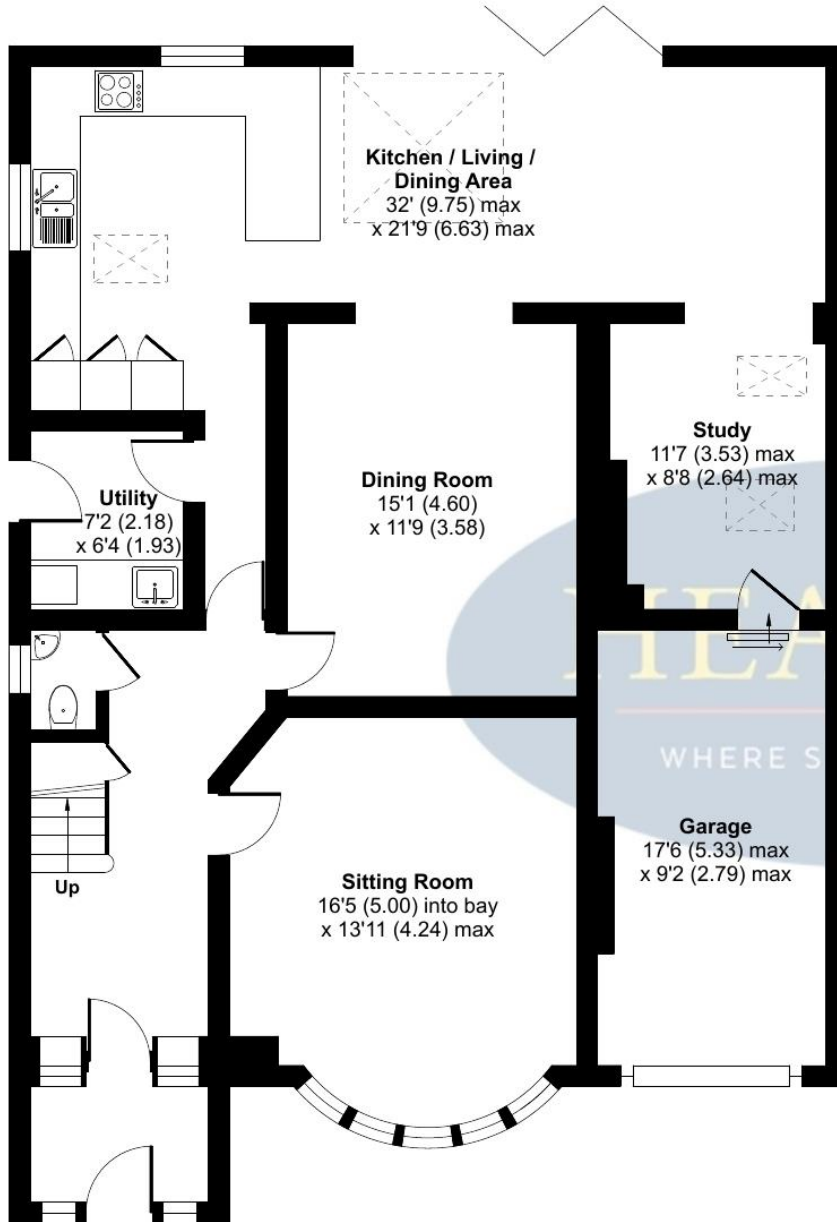 Kitchen / Living /
Dining Area
32' (9.75) max
x 21'9 (6.63) max
Study
11'7 (3.53) max
x 8'8 (2.64) max
Dining Room
15'1 (4.60)
x 11'9 (3.58)
Utility
7'2 (2.18)
x 6'4 (1.93)
HEA
WHERE S
Garage
17'6 (5.33) max
x 9'2 (2.79) max
Sitting Room
16'5 (5.00) into bay
x 13'11 (4.24) max
Up